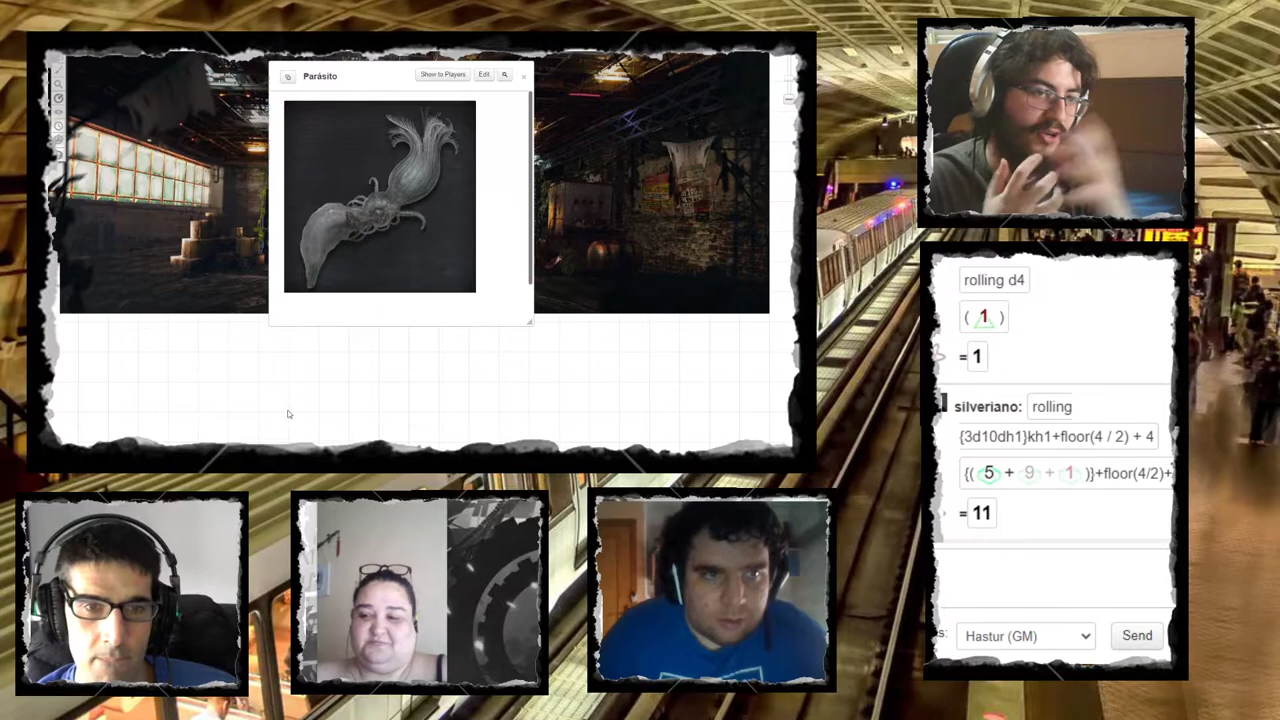 Parásito
Show to Players
Edit
rolling d4
( 1 )
=1
silveriano: rolling
{3d10dh1}kh1+floor(4 / 2) + 4
{( 5 + 9 + 1 )}+floor(4/2)+
=11
s:
Hastur (GM)
Send